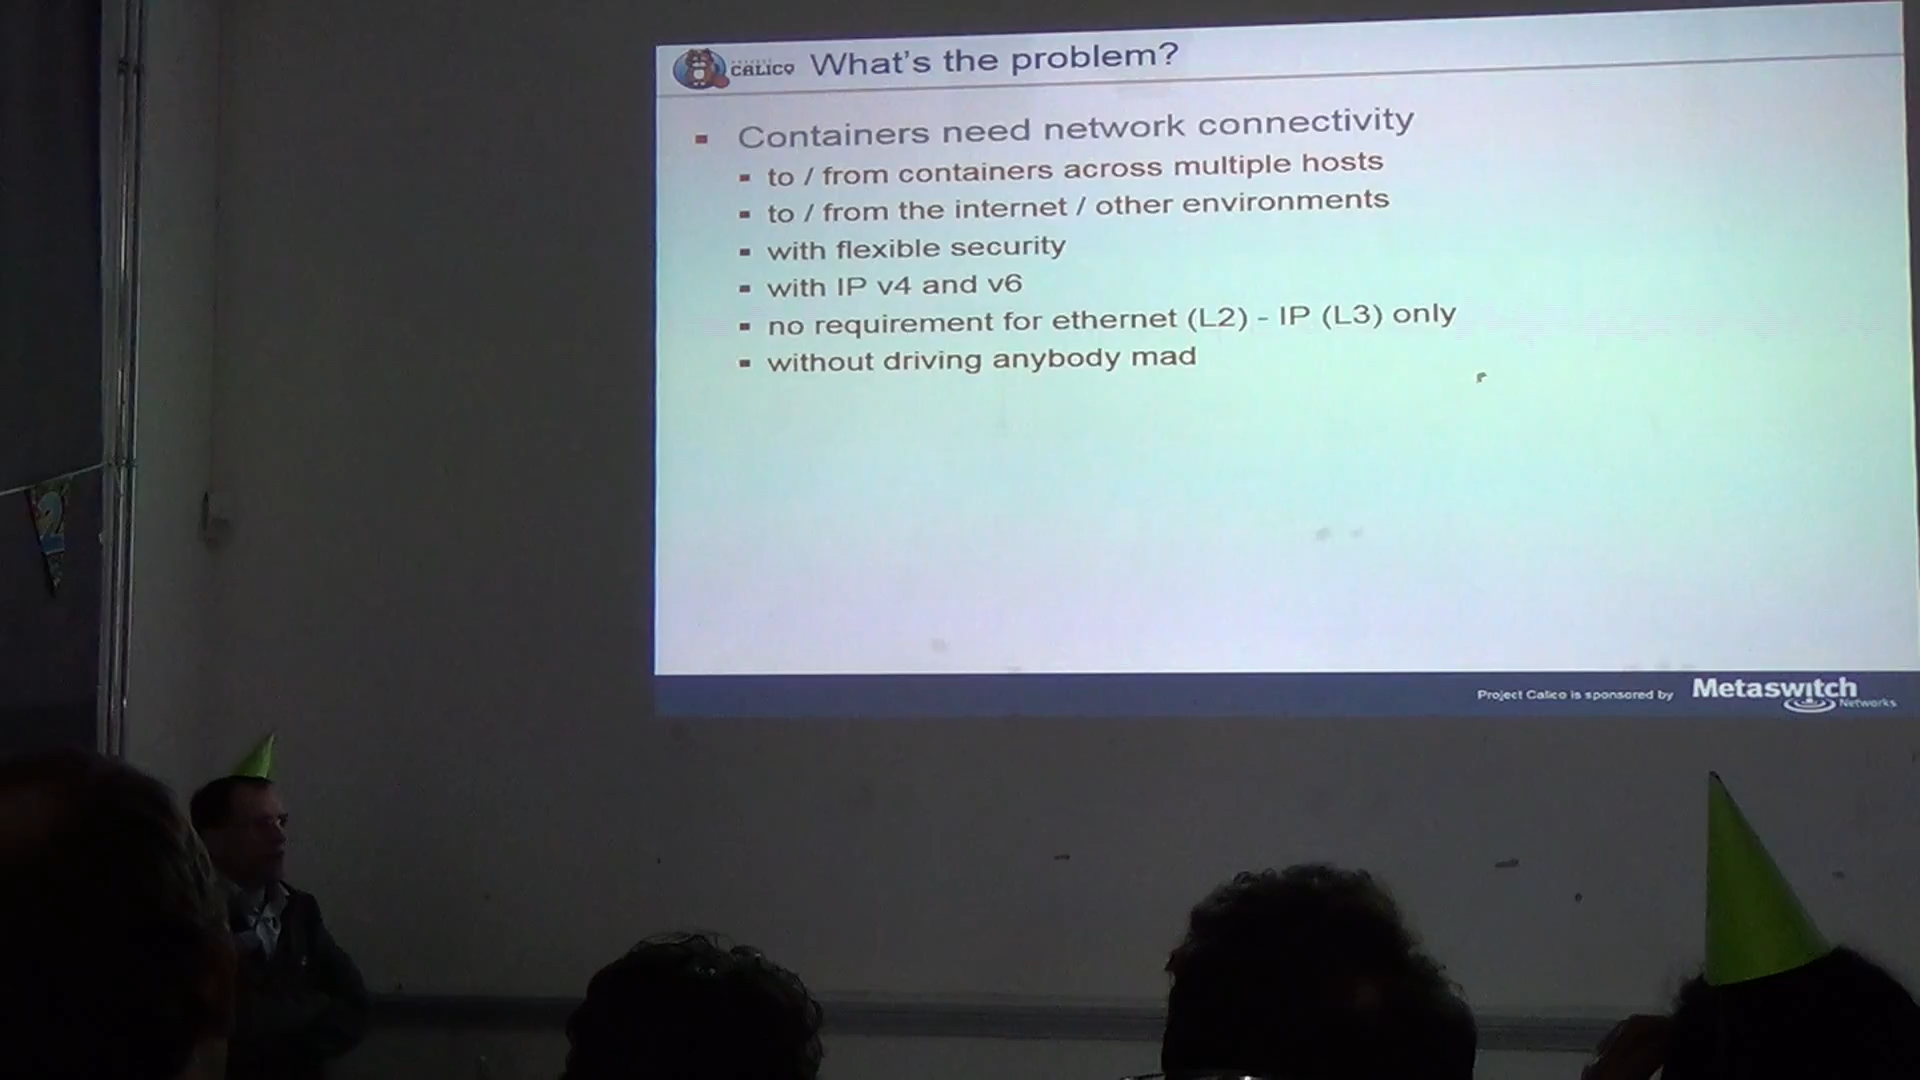 CALICO What's the problem?
Containers need network connectivity
to / from containers across multiple hosts
to / from the internet / other environments
with flexible security
with IP v4 and v6
no requirement for ethernet (L2) - IP (L3) only
without driving anybody mad
Project Calico is sponsored by Metaswitch
Networks
2